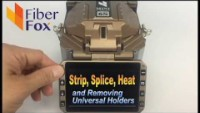 Fiber
Fox
Strip, Splice, Heat
and Removing
Universal Holders